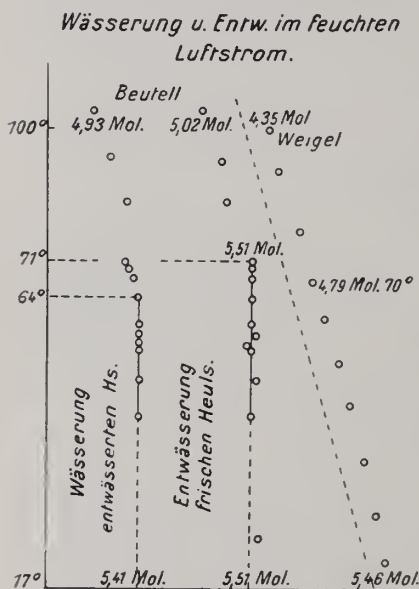 Wässerung u. Entw. im feuchten
Luftstrom.
Beutell
4,93 Mol. 5,02 Mol. 4,35 Mol
Weigel
100°
5,51 Mol.
71°
4,79 Mol. 70°
64°
Wässerung
entwässerten Hs.
Entwässerung
frischen Heuls.
17°
5,41 Mol. 5,51 Mol. 5,46 Mol.